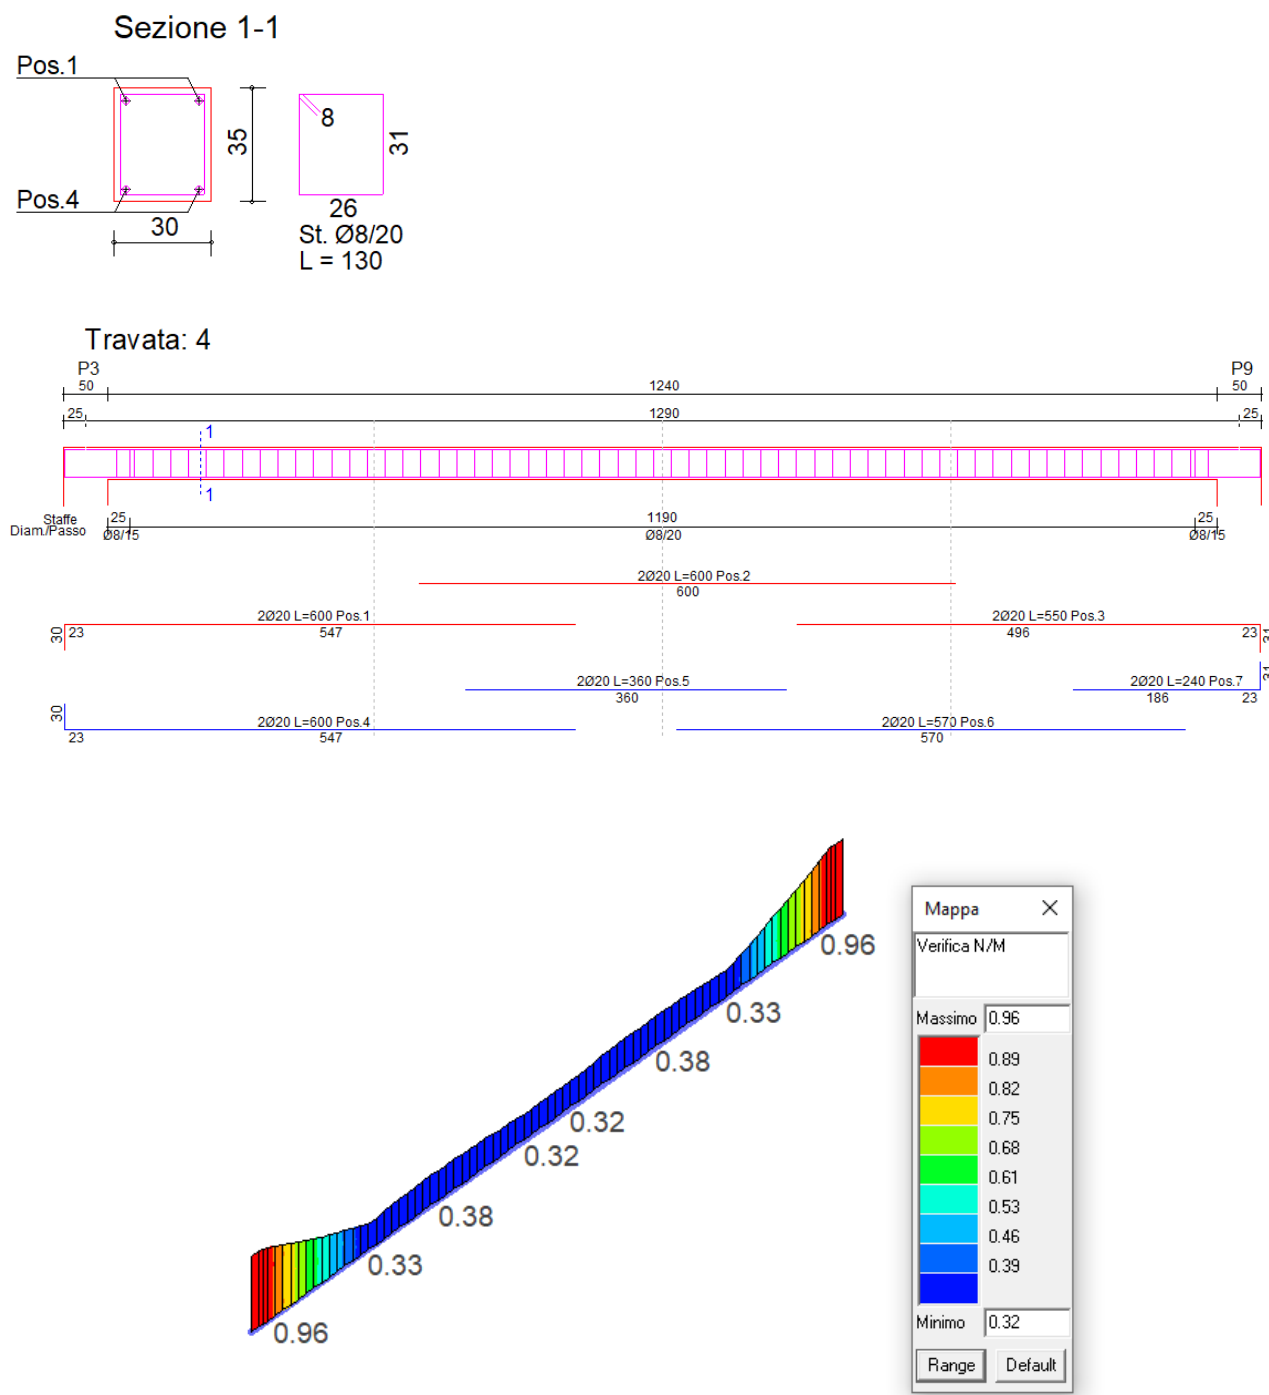 Sezione 1-1
Pos.1
8
35
31
Pos.4
30
26
St. Ø8/20
L = 130
Travata: 4
P3
P9
50
1240
50
25
1290
25
1
1
Staffe
Diam./Passo
25
1190
25
Ø8/15
Ø8/20
Ø8/15
2Ø20 L=600 Pos.2
600
2Ø20 L=600 Pos.1
2Ø20 L=550 Pos.3
30
23
547
496
23
31
31
2Ø20 L=360 Pos.5
2Ø20 L=240 Pos.7
360
186
23
30
2Ø20 L=600 Pos.4
2Ø20 L=570 Pos.6
23
547
570
0.96
0.33
0.38
0.32
0.32
0.38
0.33
0.96
Mappa
Verifica N/M
Massimo 0.96
0.89
0.82
0.75
0.68
0.61
0.53
0.46
0.39
Minimo 0.32
Range Default